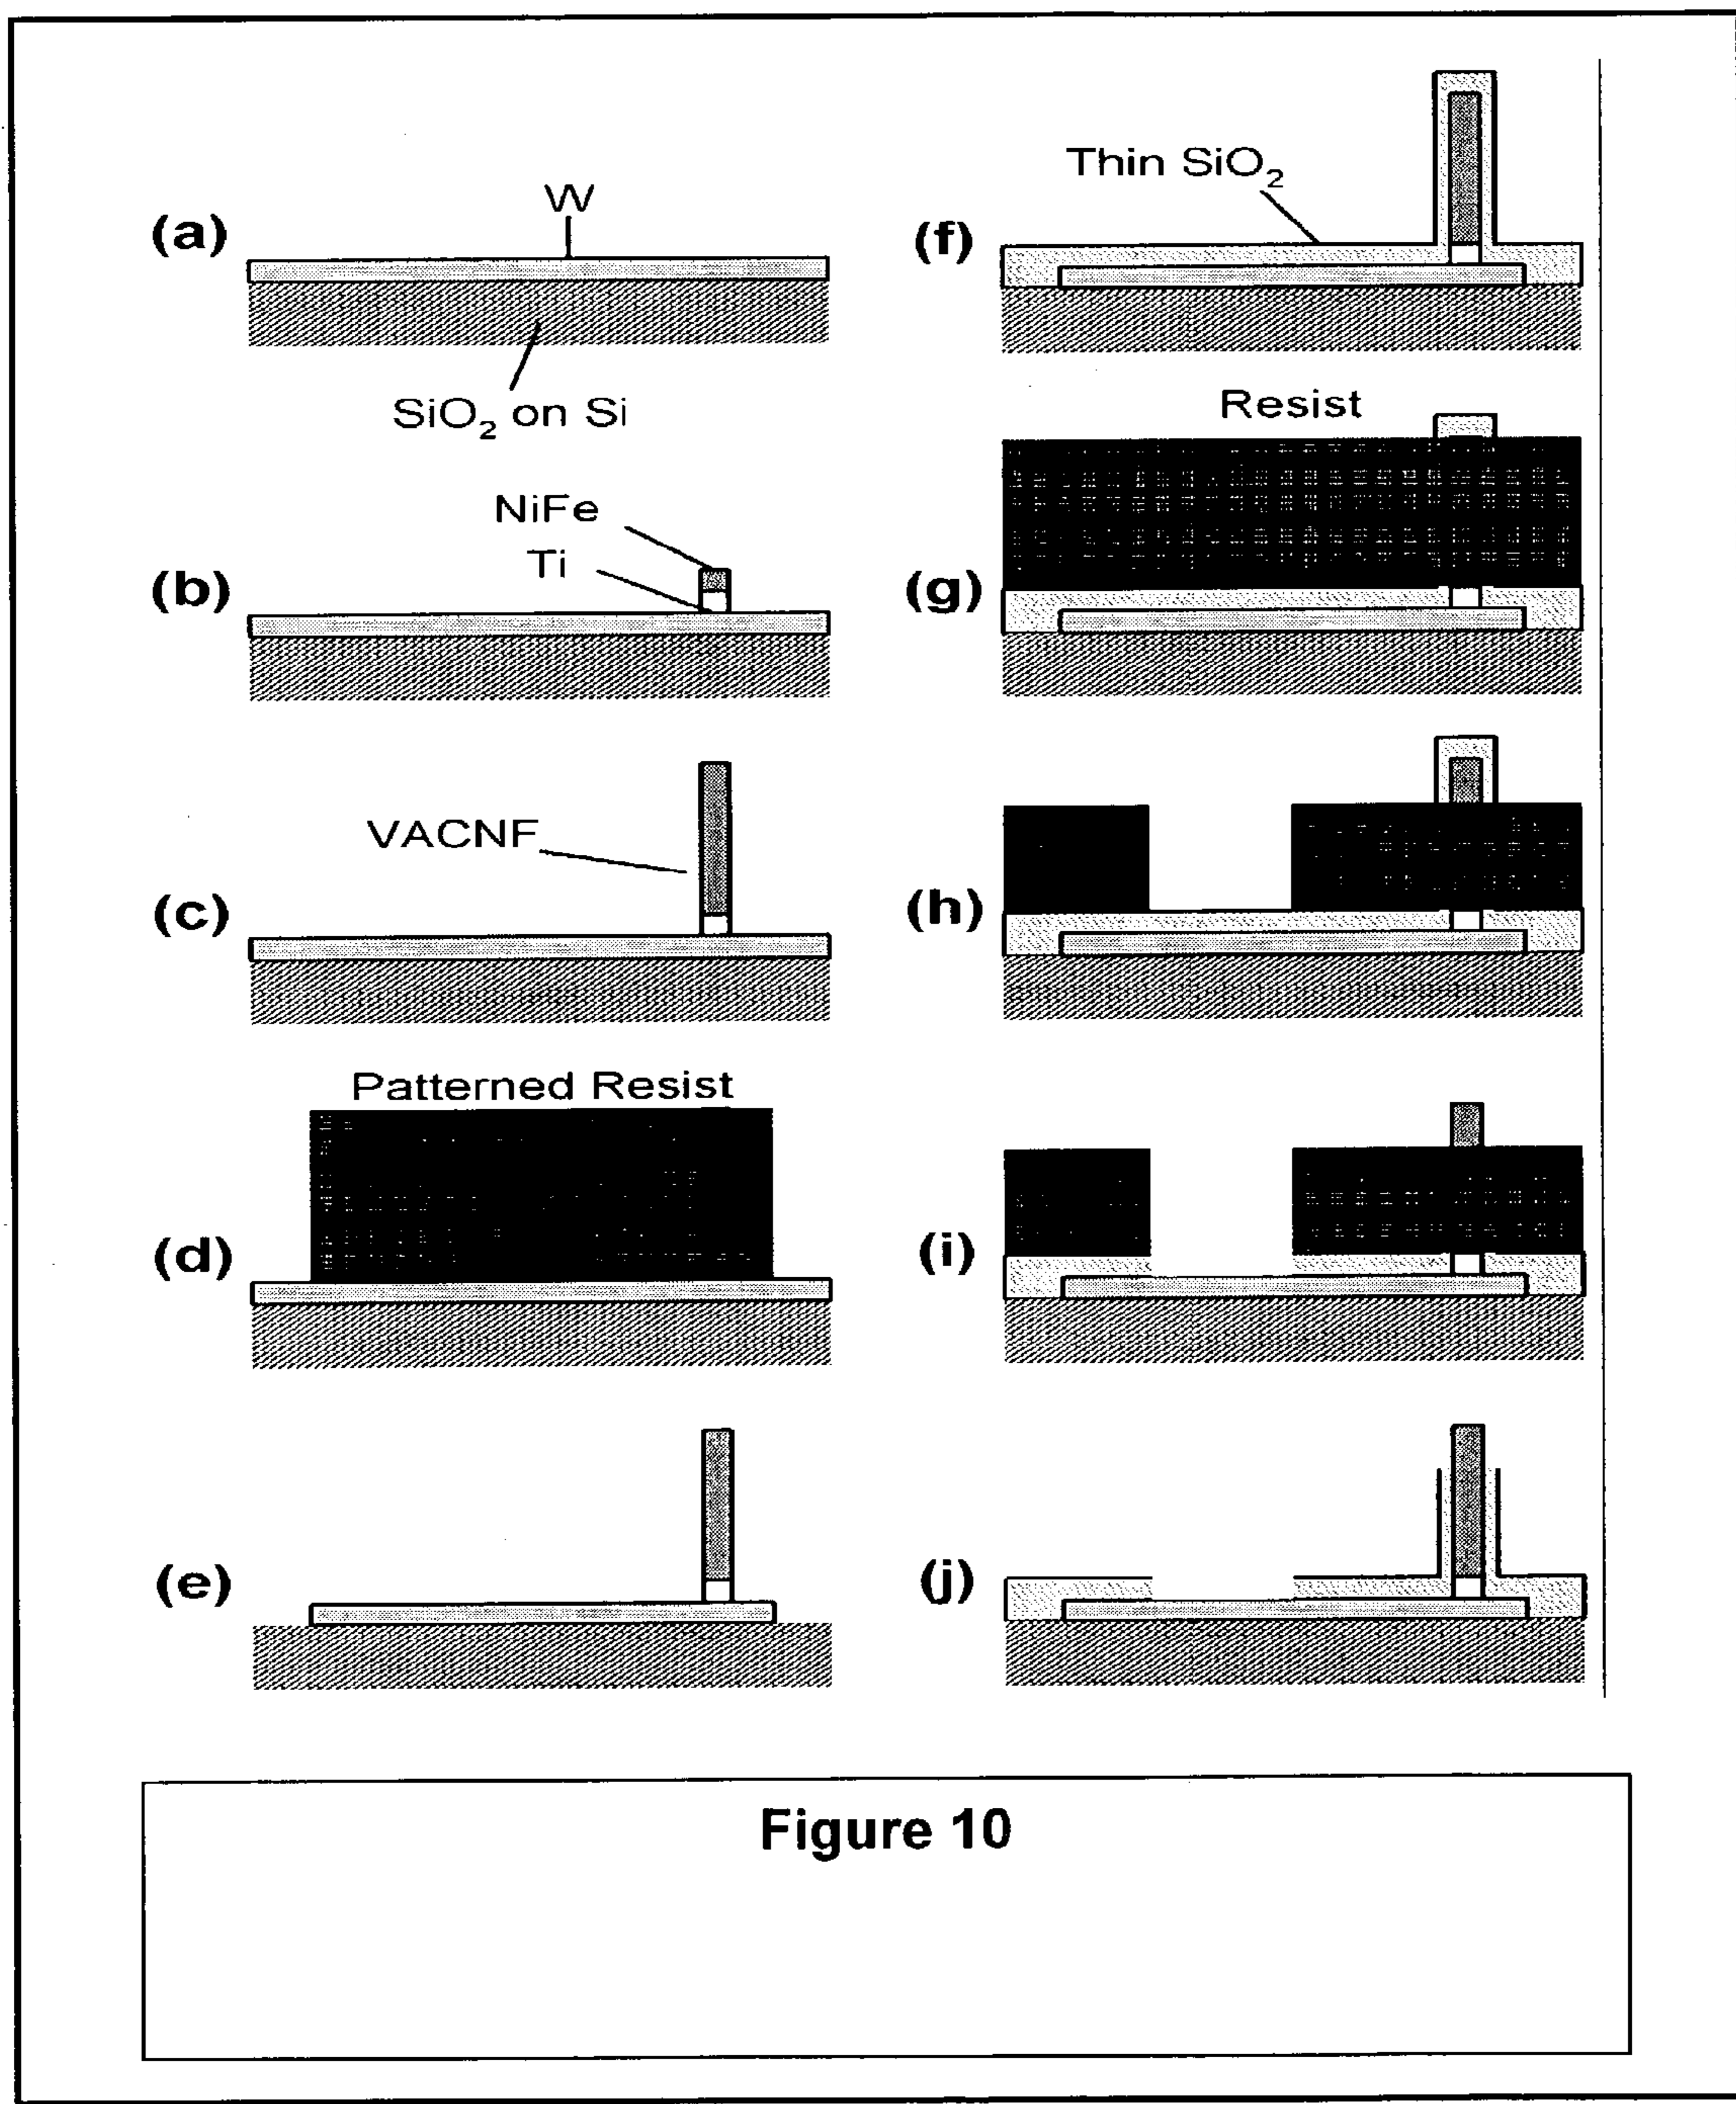 (a)
W
SiO₂ on Si
(b)
NiFe
Ti
(c)
VACNF
(d)
Patterned Resist
(e)
(f)
Thin SiO₂
(g)
Resist
(h)
(i)
(j)
Figure 10